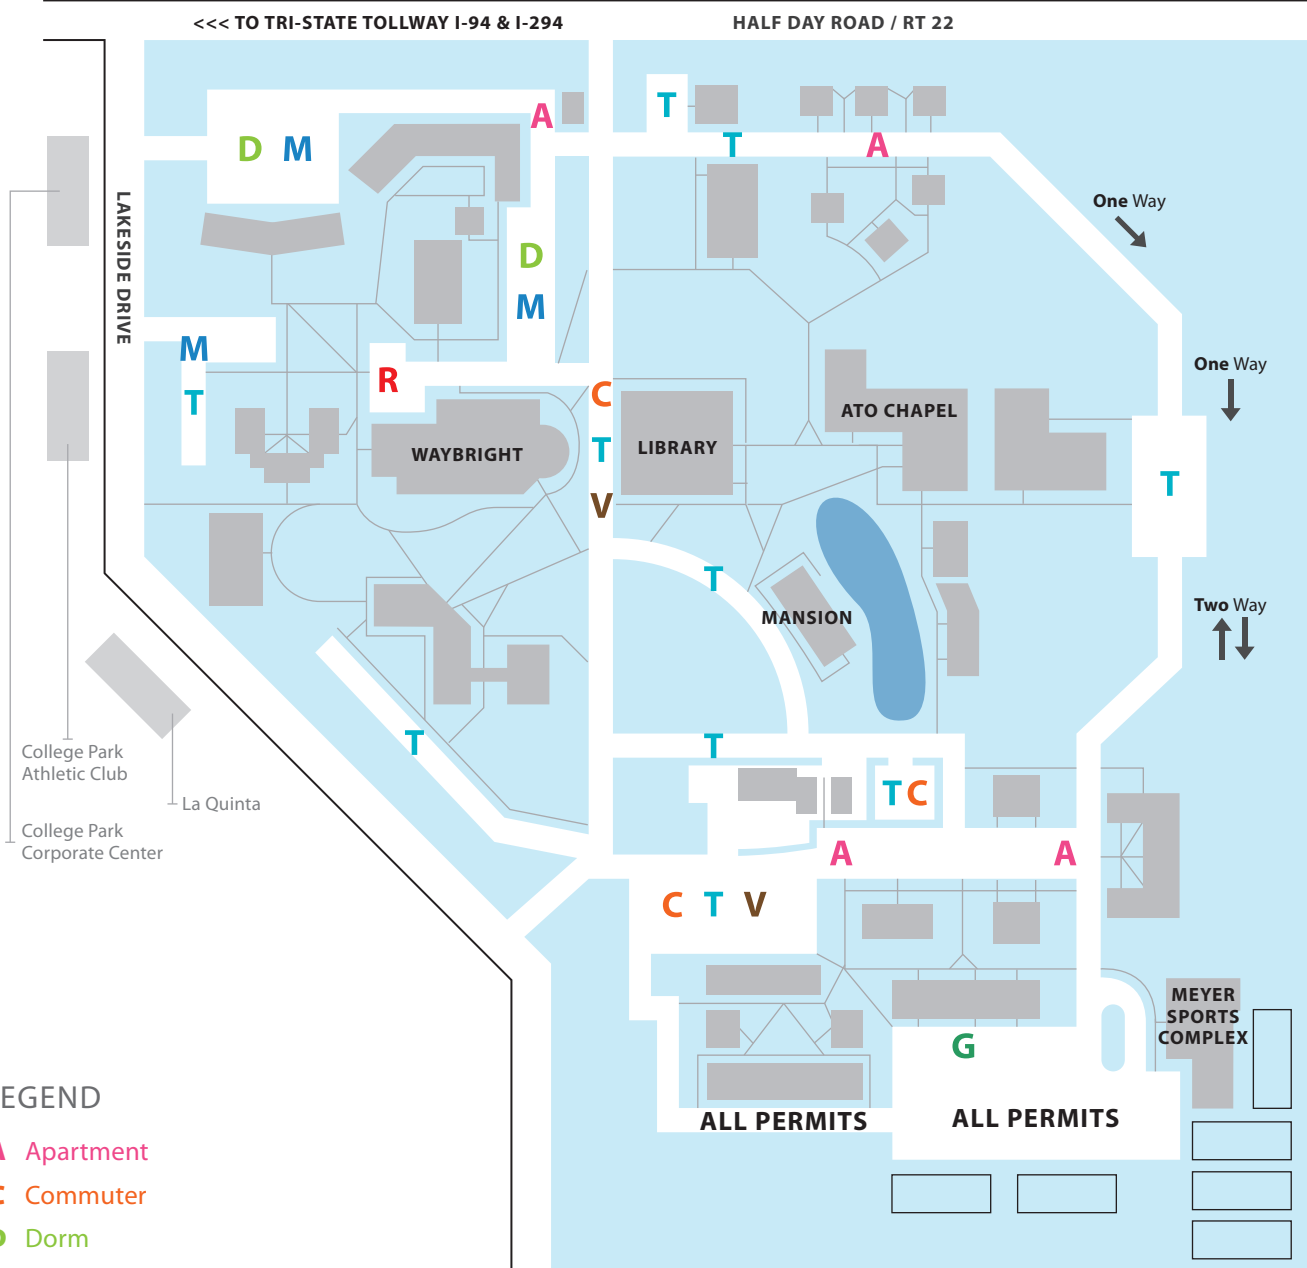 <<< TO TRI-STATE TOLLWAY I-94 & I-294
HALF DAY ROAD / RT 22
T
A
D M
T
A
One Way
LAKESIDE DRIVE
D
M
M
One Way
R
C
T
ATO CHAPEL
WAYBRIGHT
T
LIBRARY
T
V
T
Two Way
MANSION
T
T
College Park
Athletic Club
T C
La Quinta
College Park
Corporate Center
A
A
C T V
MEYER
SPORTS
COMPLEX
G
EGEND
ALL PERMITS
ALL PERMITS
A Apartment
C Commuter
D Dorm